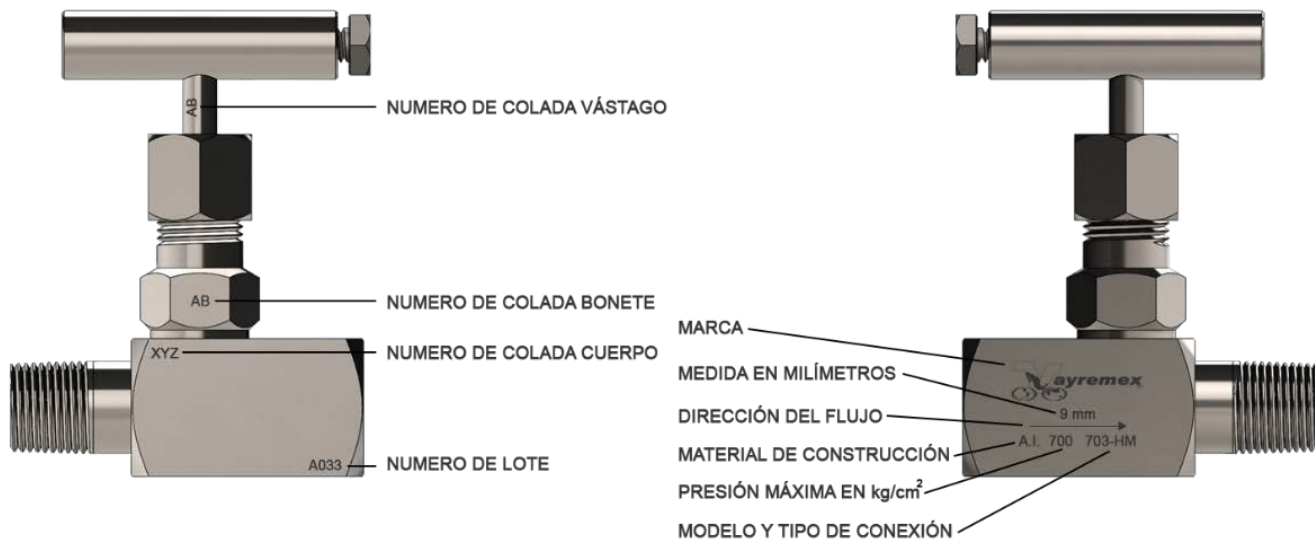 AB
NUMERO DE COLADA VÁSTAGO
AB
NUMERO DE COLADA BONETE
XYZ
NUMERO DE COLADA CUERPO
A033
NUMERO DE LOTE
MARCA
Vayremex
MEDIDA EN MILÍMETROS
9 mm
DIRECCIÓN DEL FLUJO
A.I. 700 703-HM
MATERIAL DE CONSTRUCCIÓN
PRESIÓN MÁXIMA EN kg/cm²
MODELO Y TIPO DE CONEXIÓN